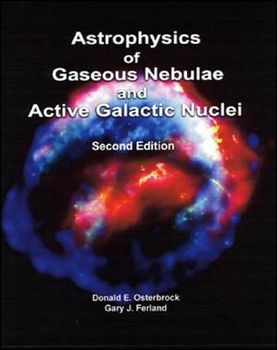 Astrophysics
of
Gaseous Nebulae
and
Active Galactic Nuclei
Second Edition
Donald E. Osterbrock
Gary J. Ferland